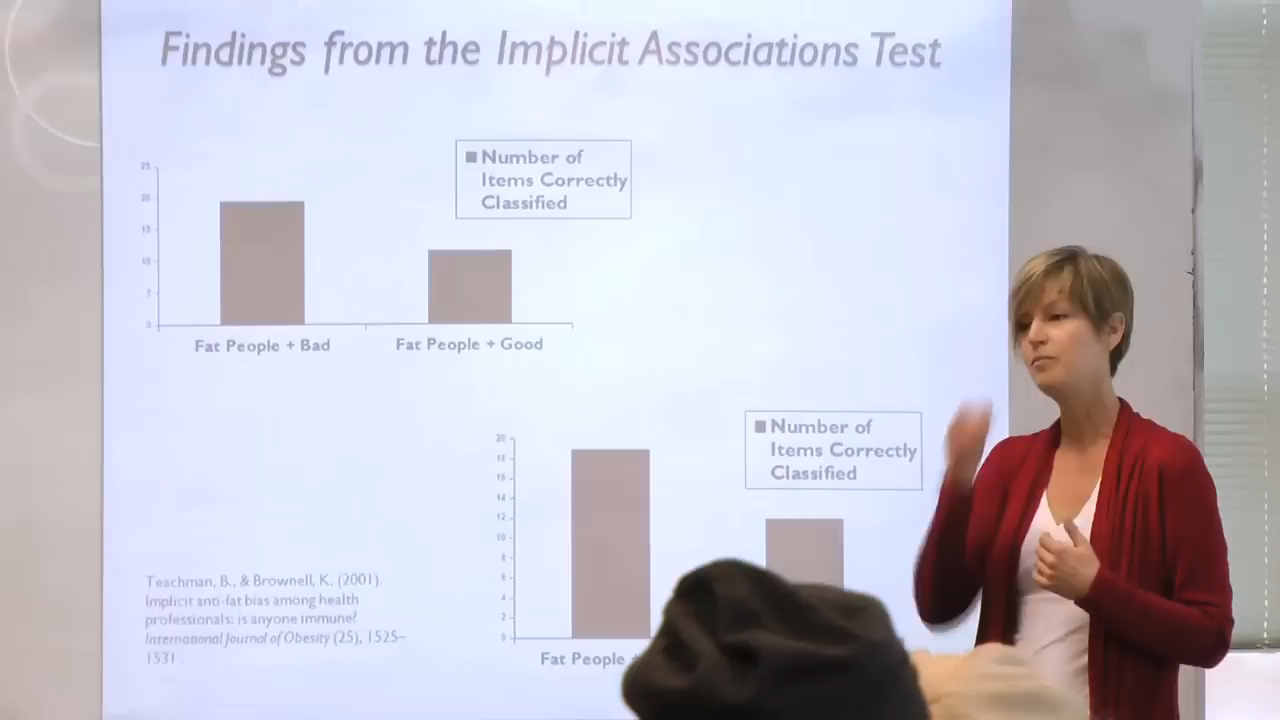 Findings from the Implicit Associations Test
Number of
Items Correctly
Classified
25
20
15
10
5
0
Fat People + Bad
Fat People + Good
Number of
Items Correctly
Classified
20
18
16
14
12
10
8
6
4
2
0
Fat People +
Teachman, B., & Brownell, K. (2001).
Implicit anti-fat bias among health
professionals: is anyone immune?
International Journal of Obesity (25), 1525–
1531.